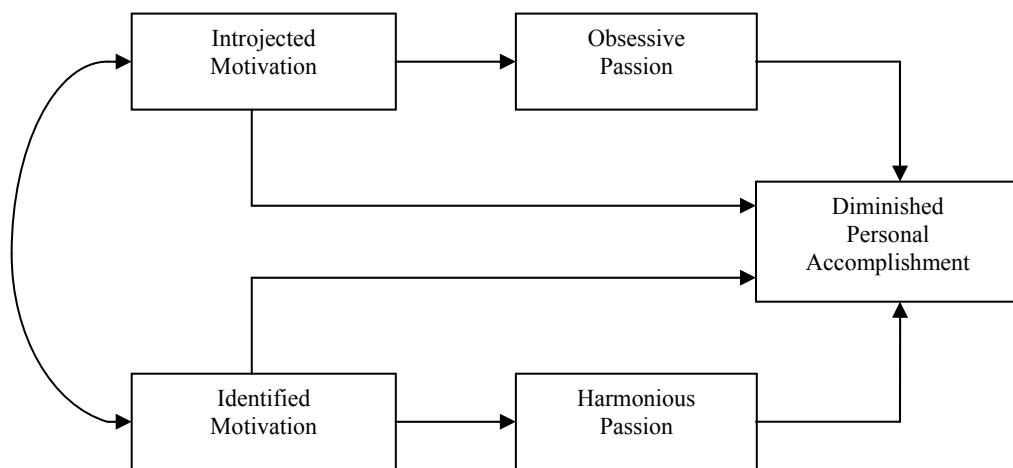 Introjected
Motivation
Obsessive
Passion
Diminished
Personal
Accomplishment
Identified
Motivation
Harmonious
Passion